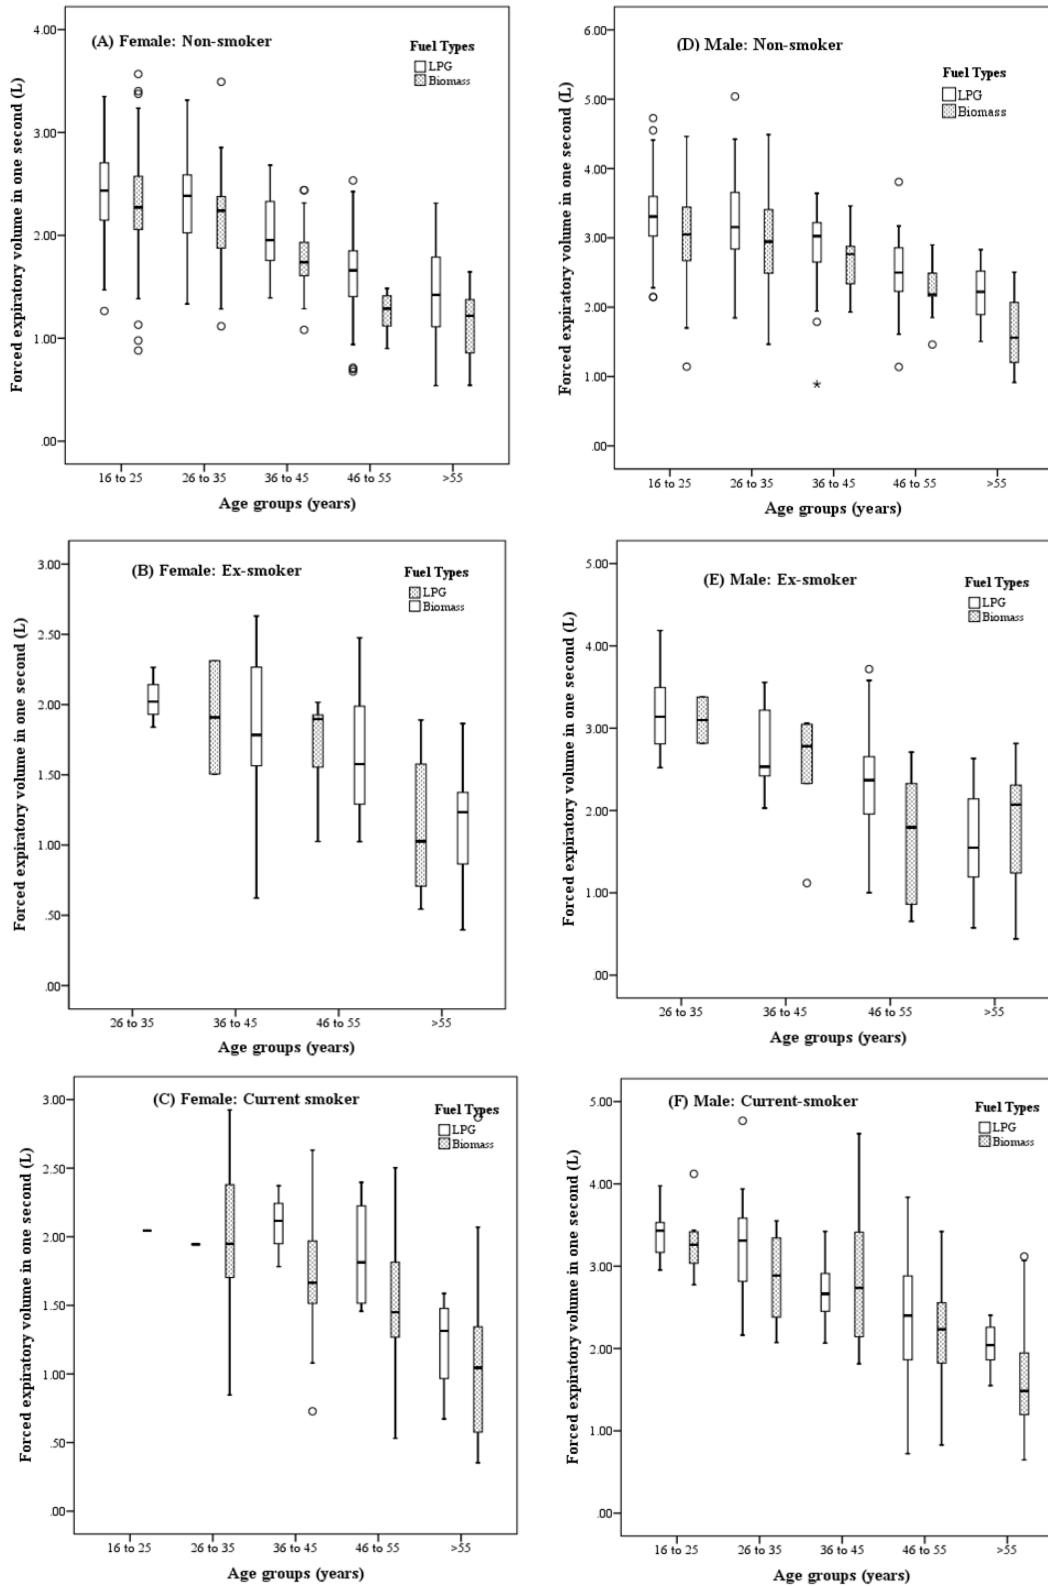 (A) Female: Non-smoker
Fuel Types
LPG
Biomass
Forced expiratory volume in one second (L)
4.00
3.00
2.00
1.00
.00
16 to 25 26 to 35 36 to 45 46 to 55 >55
Age groups (years)
(D) Male: Non-smoker
Fuel Types
LPG
Biomass
Forced expiratory volume in one second (L)
6.00
5.00
4.00
3.00
2.00
1.00
.00
16 to 25 26 to 35 36 to 45 46 to 55 >55
Age groups (years)
(B) Female: Ex-smoker
Fuel Types
LPG
Biomass
Forced expiratory volume in one second (L)
3.00
2.50
2.00
1.50
1.00
.50
.00
26 to 35 36 to 45 46 to 55 >55
Age groups (years)
(E) Male: Ex-smoker
Fuel Types
LPG
Biomass
Forced expiratory volume in one second (L)
5.00
4.00
3.00
2.00
1.00
.00
26 to 35 36 to 45 46 to 55 >55
Age groups (years)
(C) Female: Current smoker
Fuel Types
LPG
Biomass
Forced expiratory volume in one second (L)
3.00
2.50
2.00
1.50
1.00
.50
.00
16 to 25 26 to 35 36 to 45 46 to 55 >55
Age groups (years)
(F) Male: Current-smoker
Fuel Types
LPG
Biomass
Forced expiratory volume in one second (L)
5.00
4.00
3.00
2.00
1.00
.00
16 to 25 26 to 35 36 to 45 46 to 55 >55
Age groups (years)